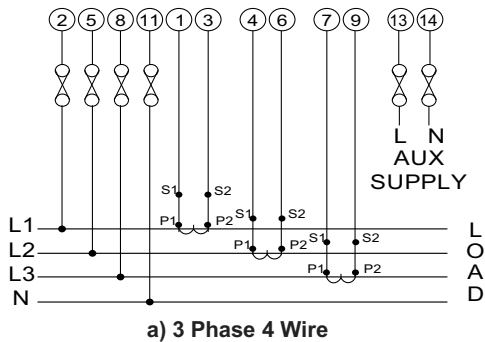 2 5 8 11 1 3 4 6 7 9 13 14
L N
AUX
SUPPLY
S1 S2
L1 P1 P2 S1 S2 L
L2 P1 P2 S1 S2 O
L3 P1 P2 A
N D
a) 3 Phase 4 Wire